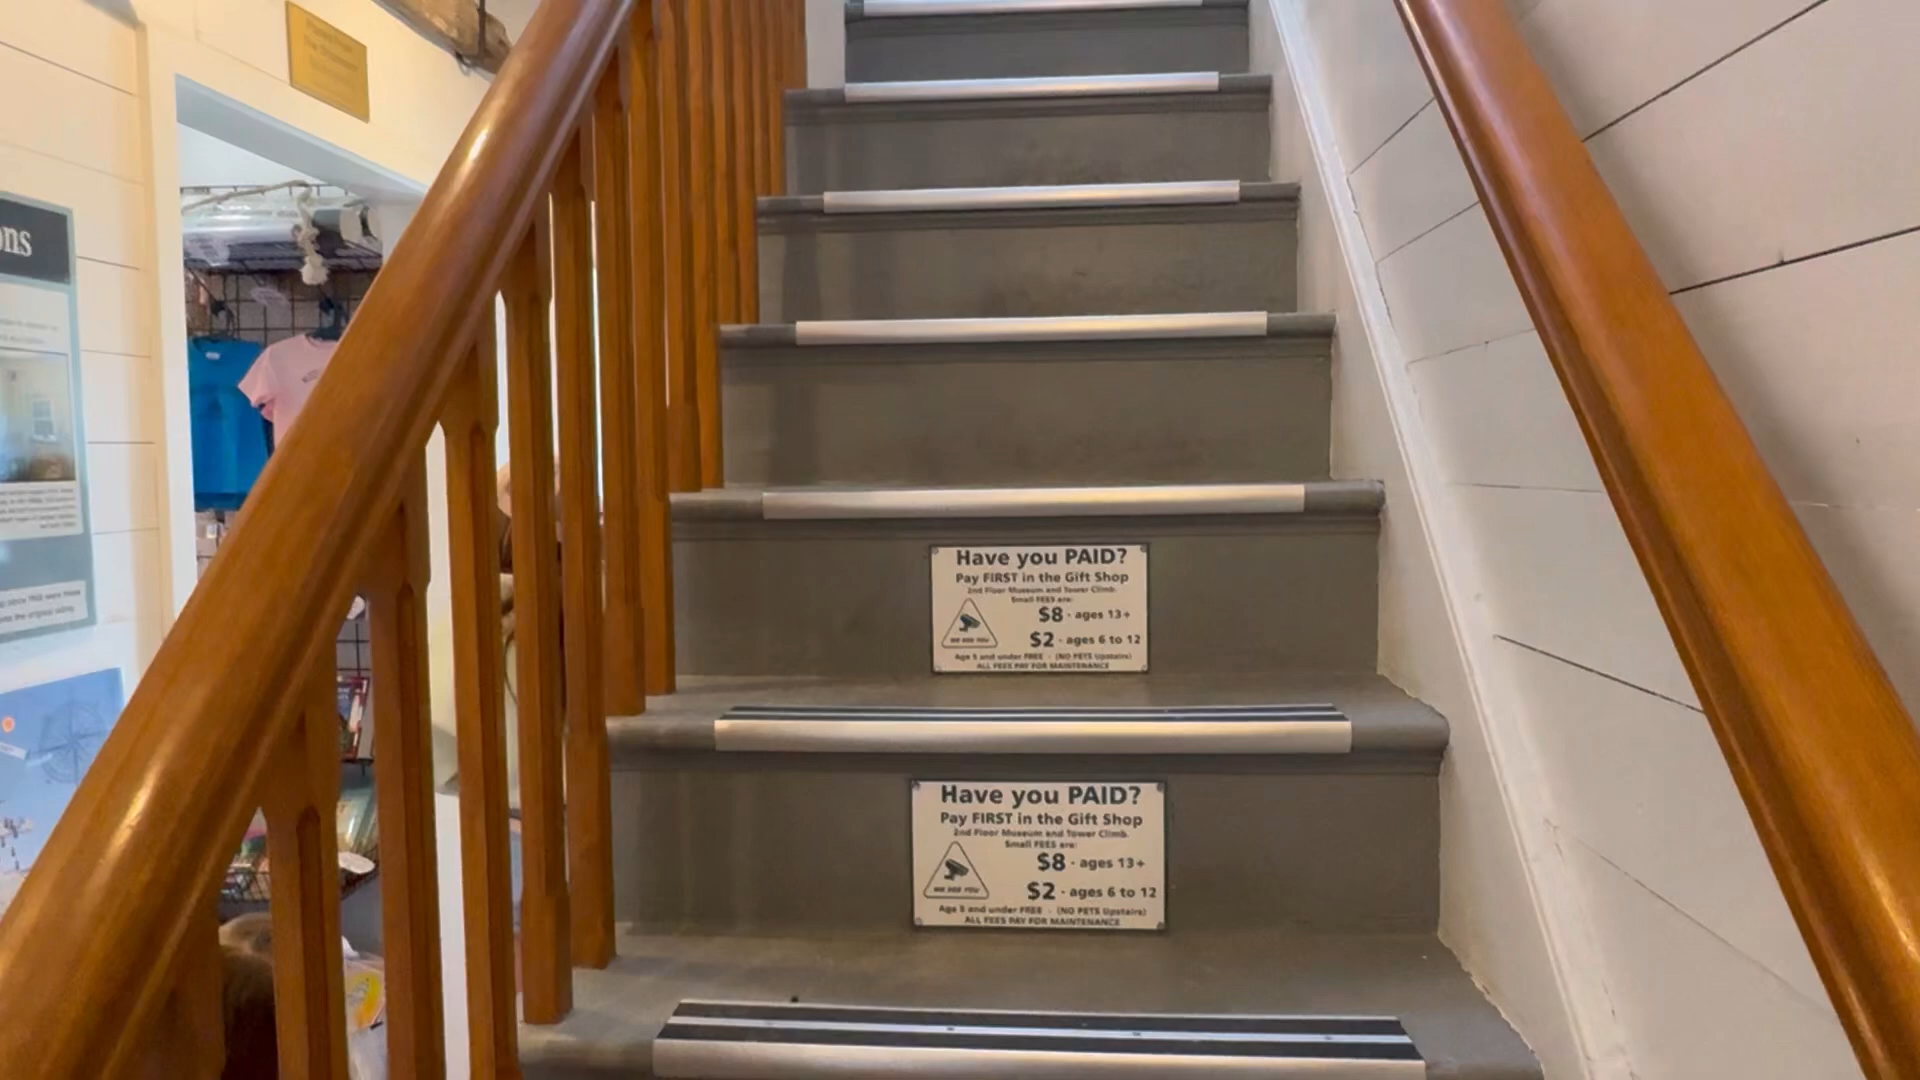 ons
Have you PAID?
Pay FIRST in the Gift Shop
2nd Floor Museum and Tower Climb.
Small FEES are:
$8 - ages 13+
WE SEE YOU
$2 - ages 6 to 12
Age 5 and under FREE - (NO PETS Upstairs)
ALL FEES PAY FOR MAINTENANCE
Have you PAID?
Pay FIRST in the Gift Shop
2nd Floor Museum and Tower Climb.
Small FEES are:
$8 - ages 13+
WE SEE YOU
$2 - ages 6 to 12
Age 5 and under FREE - (NO PETS Upstairs)
ALL FEES PAY FOR MAINTENANCE